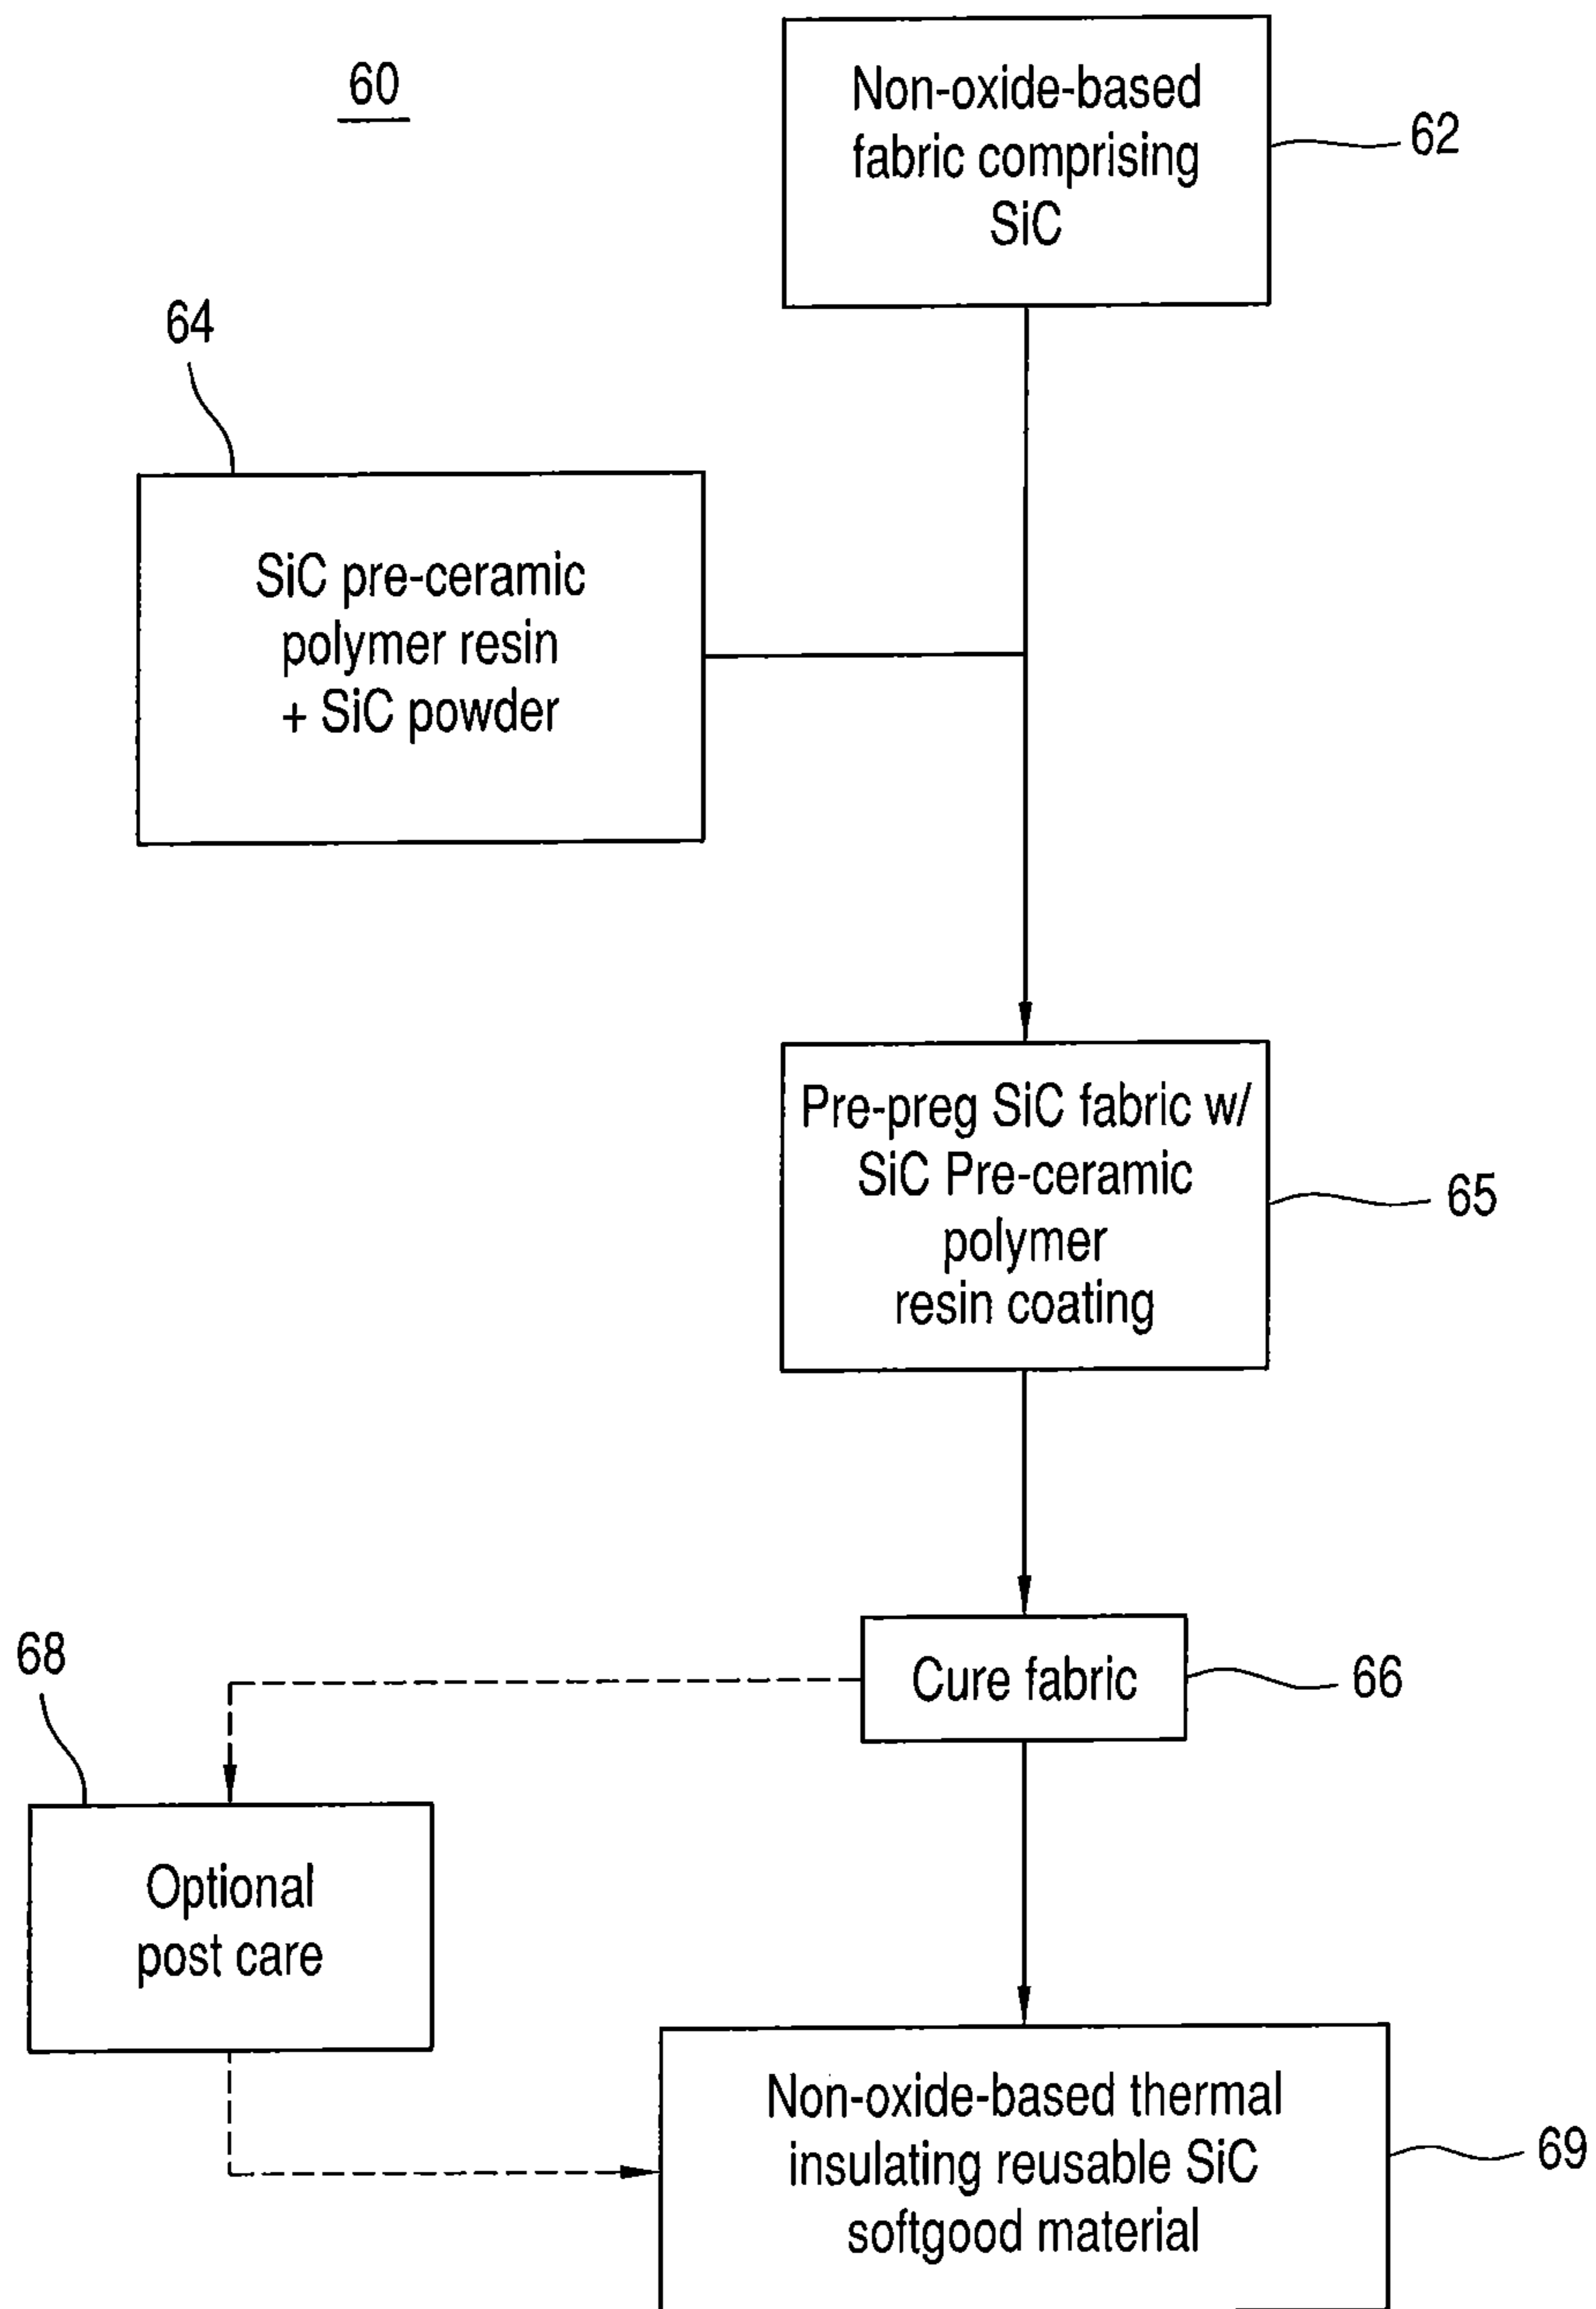 60
Non-oxide-based
fabric comprising
SiC
62
64
SiC pre-ceramic
polymer resin
+ SiC powder
Pre-preg SiC fabric w/
SiC Pre-ceramic
polymer
resin coating
65
Cure fabric
66
68
Optional
post care
Non-oxide-based thermal
insulating reusable SiC
softgood material
69